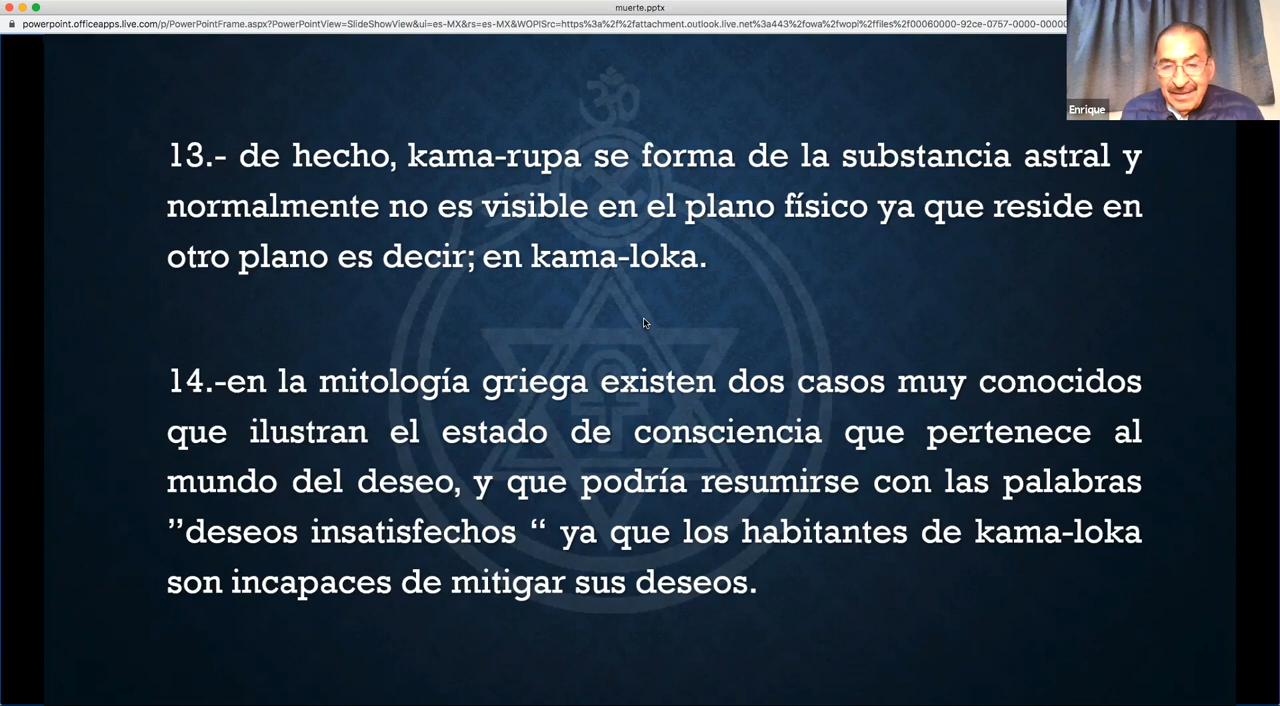 muerte.pptx
powerpoint.officeapps.live.com/p/PowerPointFrame.aspx?PowerPointView=SlideShowView&ui=es-MX&rs=es-MX&WOPISrc=https%3a%2f%2fattachment.outlook.live.net%3a443%2fowa%2fwopi%2ffiles%2f00060000-92ce-0757-0000-00000
Enrique
ॐ
13.- de hecho, kama-rupa se forma de la substancia astral y
normalmente no es visible en el plano físico ya que reside en
otro plano es decir; en kama-loka.
14.-en la mitología griega existen dos casos muy conocidos
que ilustran el estado de consciencia que pertenece al
mundo del deseo, y que podría resumirse con las palabras
”deseos insatisfechos “ ya que los habitantes de kama-loka
son incapaces de mitigar sus deseos.